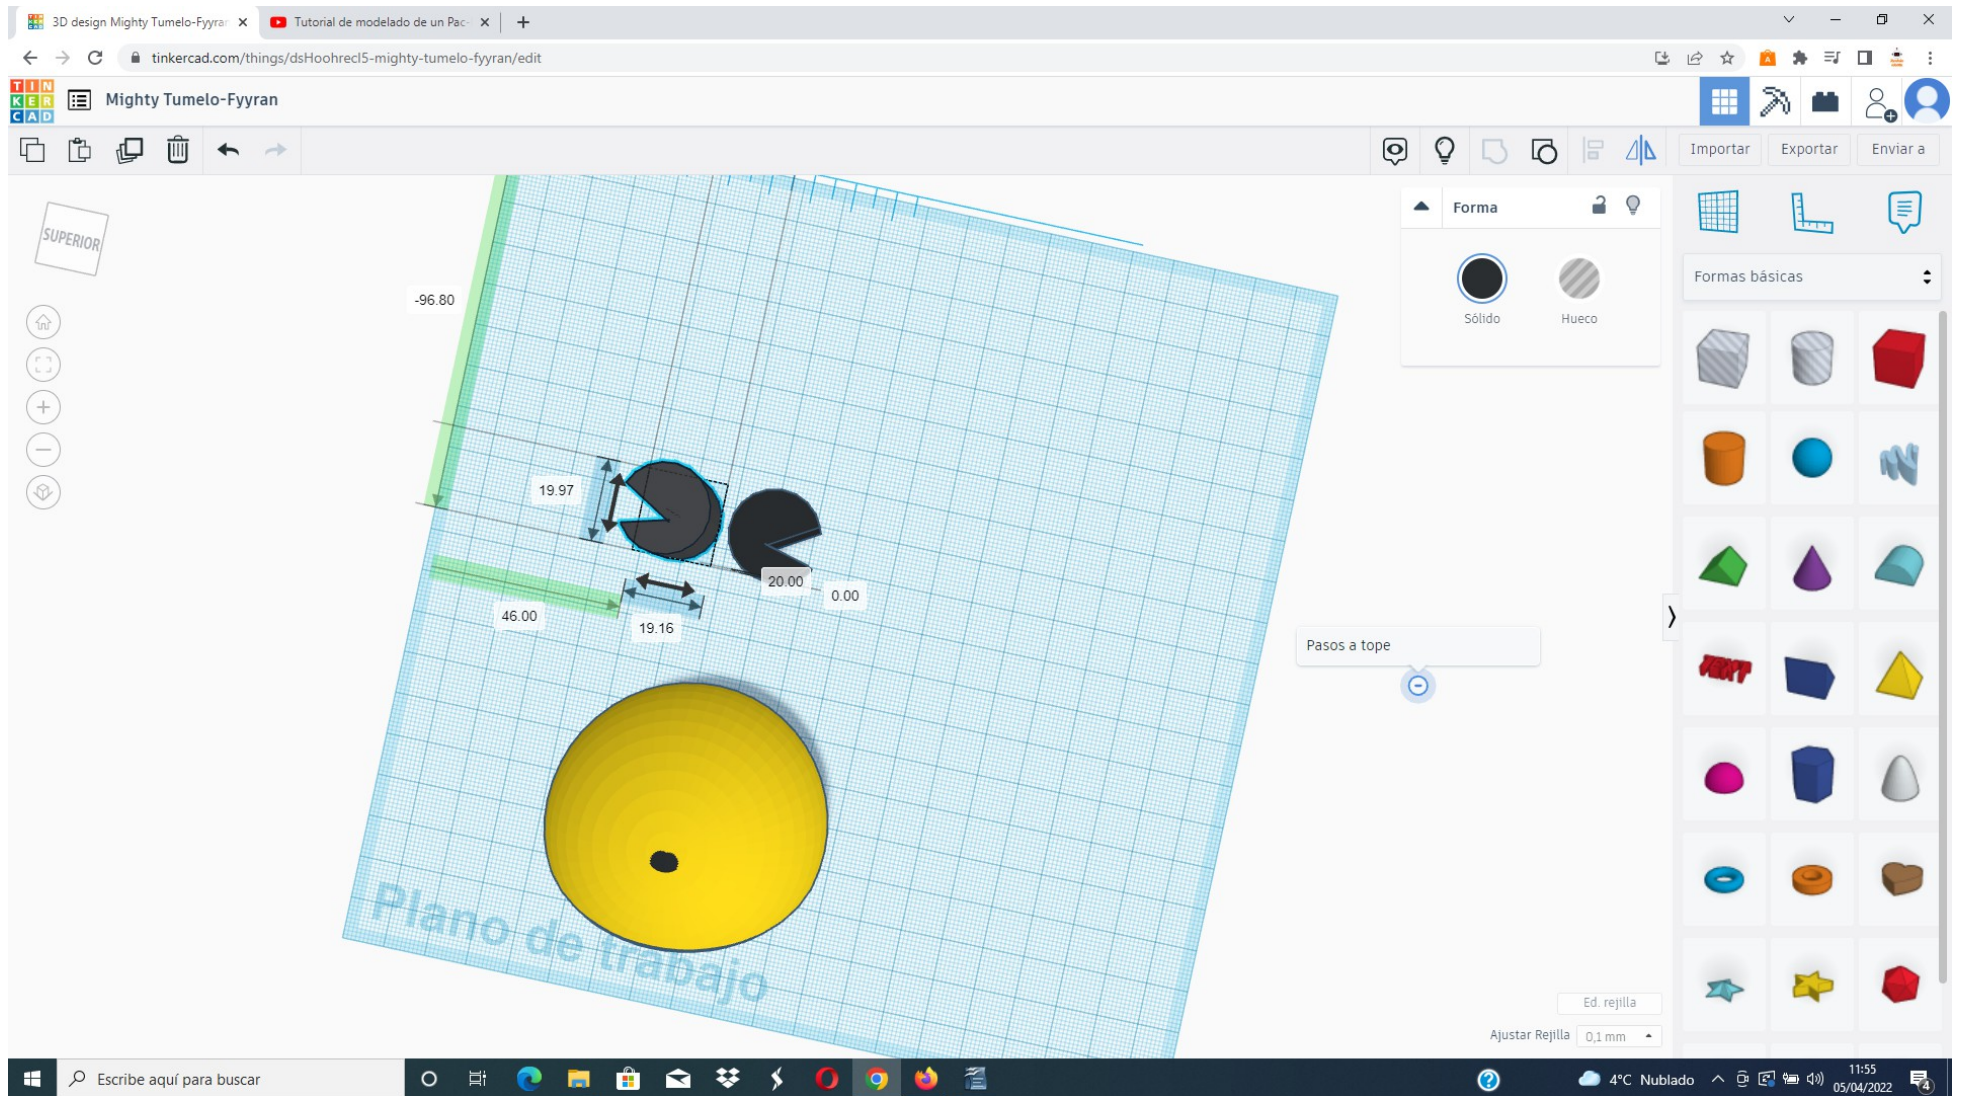 3D design Mighty Tumelo-Fyyran
Tutorial de modelado de un Pac-
tinkercad.com/things/dsHoohrecl5-mighty-tumelo-fyyran/edit
TIN
KER
CAD
Mighty Tumelo-Fyyran
Importar
Exportar
Enviar a
SUPERIOR
Forma
Sólido
Hueco
Formas básicas
-96.80
19.97
20.00
0.00
46.00
19.16
Pasos a tope
TEXT
Plano de trabajo
Ed. rejilla
Ajustar Rejilla
0,1 mm
Escribe aquí para buscar
4°C Nublado
11:55
05/04/2022
4